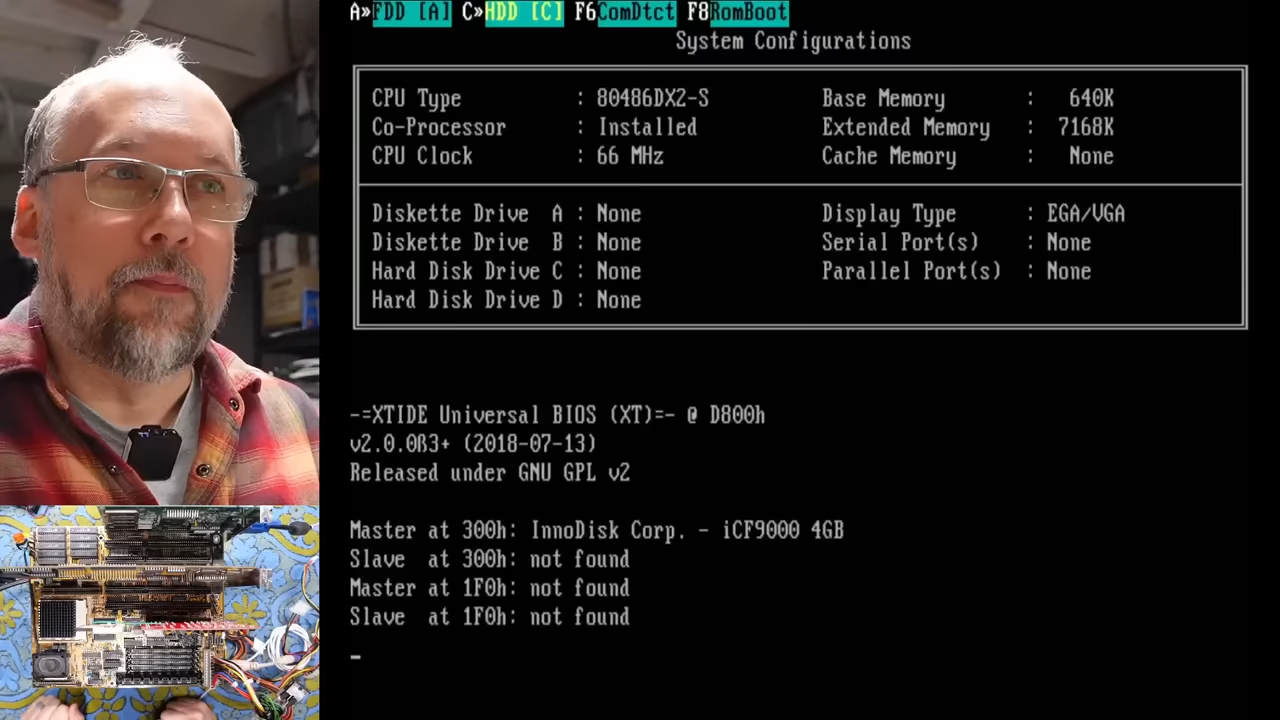 A»FDD [A] C»HDD [C] F6ComDtct F8RomBoot
System Configurations
CPU Type : 80486DX2-S Base Memory : 640K
Co-Processor : Installed Extended Memory : 7168K
CPU Clock : 66 MHz Cache Memory : None
Diskette Drive A : None Display Type : EGA/VGA
Diskette Drive B : None Serial Port(s) : None
Hard Disk Drive C : None Parallel Port(s) : None
Hard Disk Drive D : None
-=XTIDE Universal BIOS (XT)=- @ D800h
v2.0.0ß3+ (2018-07-13)
Released under GNU GPL v2
Master at 300h: InnoDisk Corp. - iCF9000 4GB
Slave at 300h: not found
Master at 1F0h: not found
Slave at 1F0h: not found